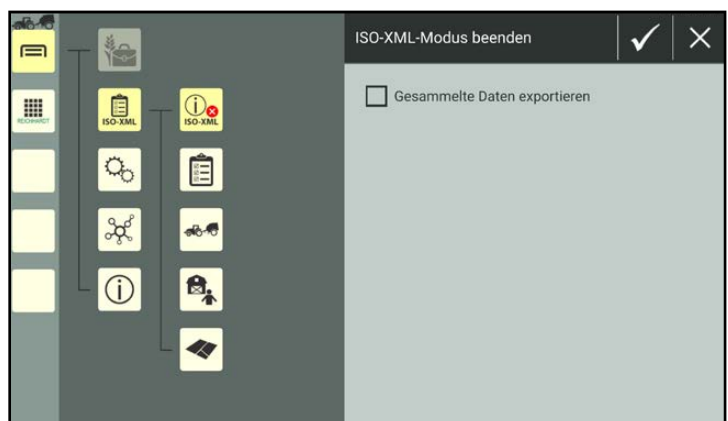 ISO-XML-Modus beenden
REICHHARDT
ISO-XML
ISO-XML
Gesammelte Daten exportieren